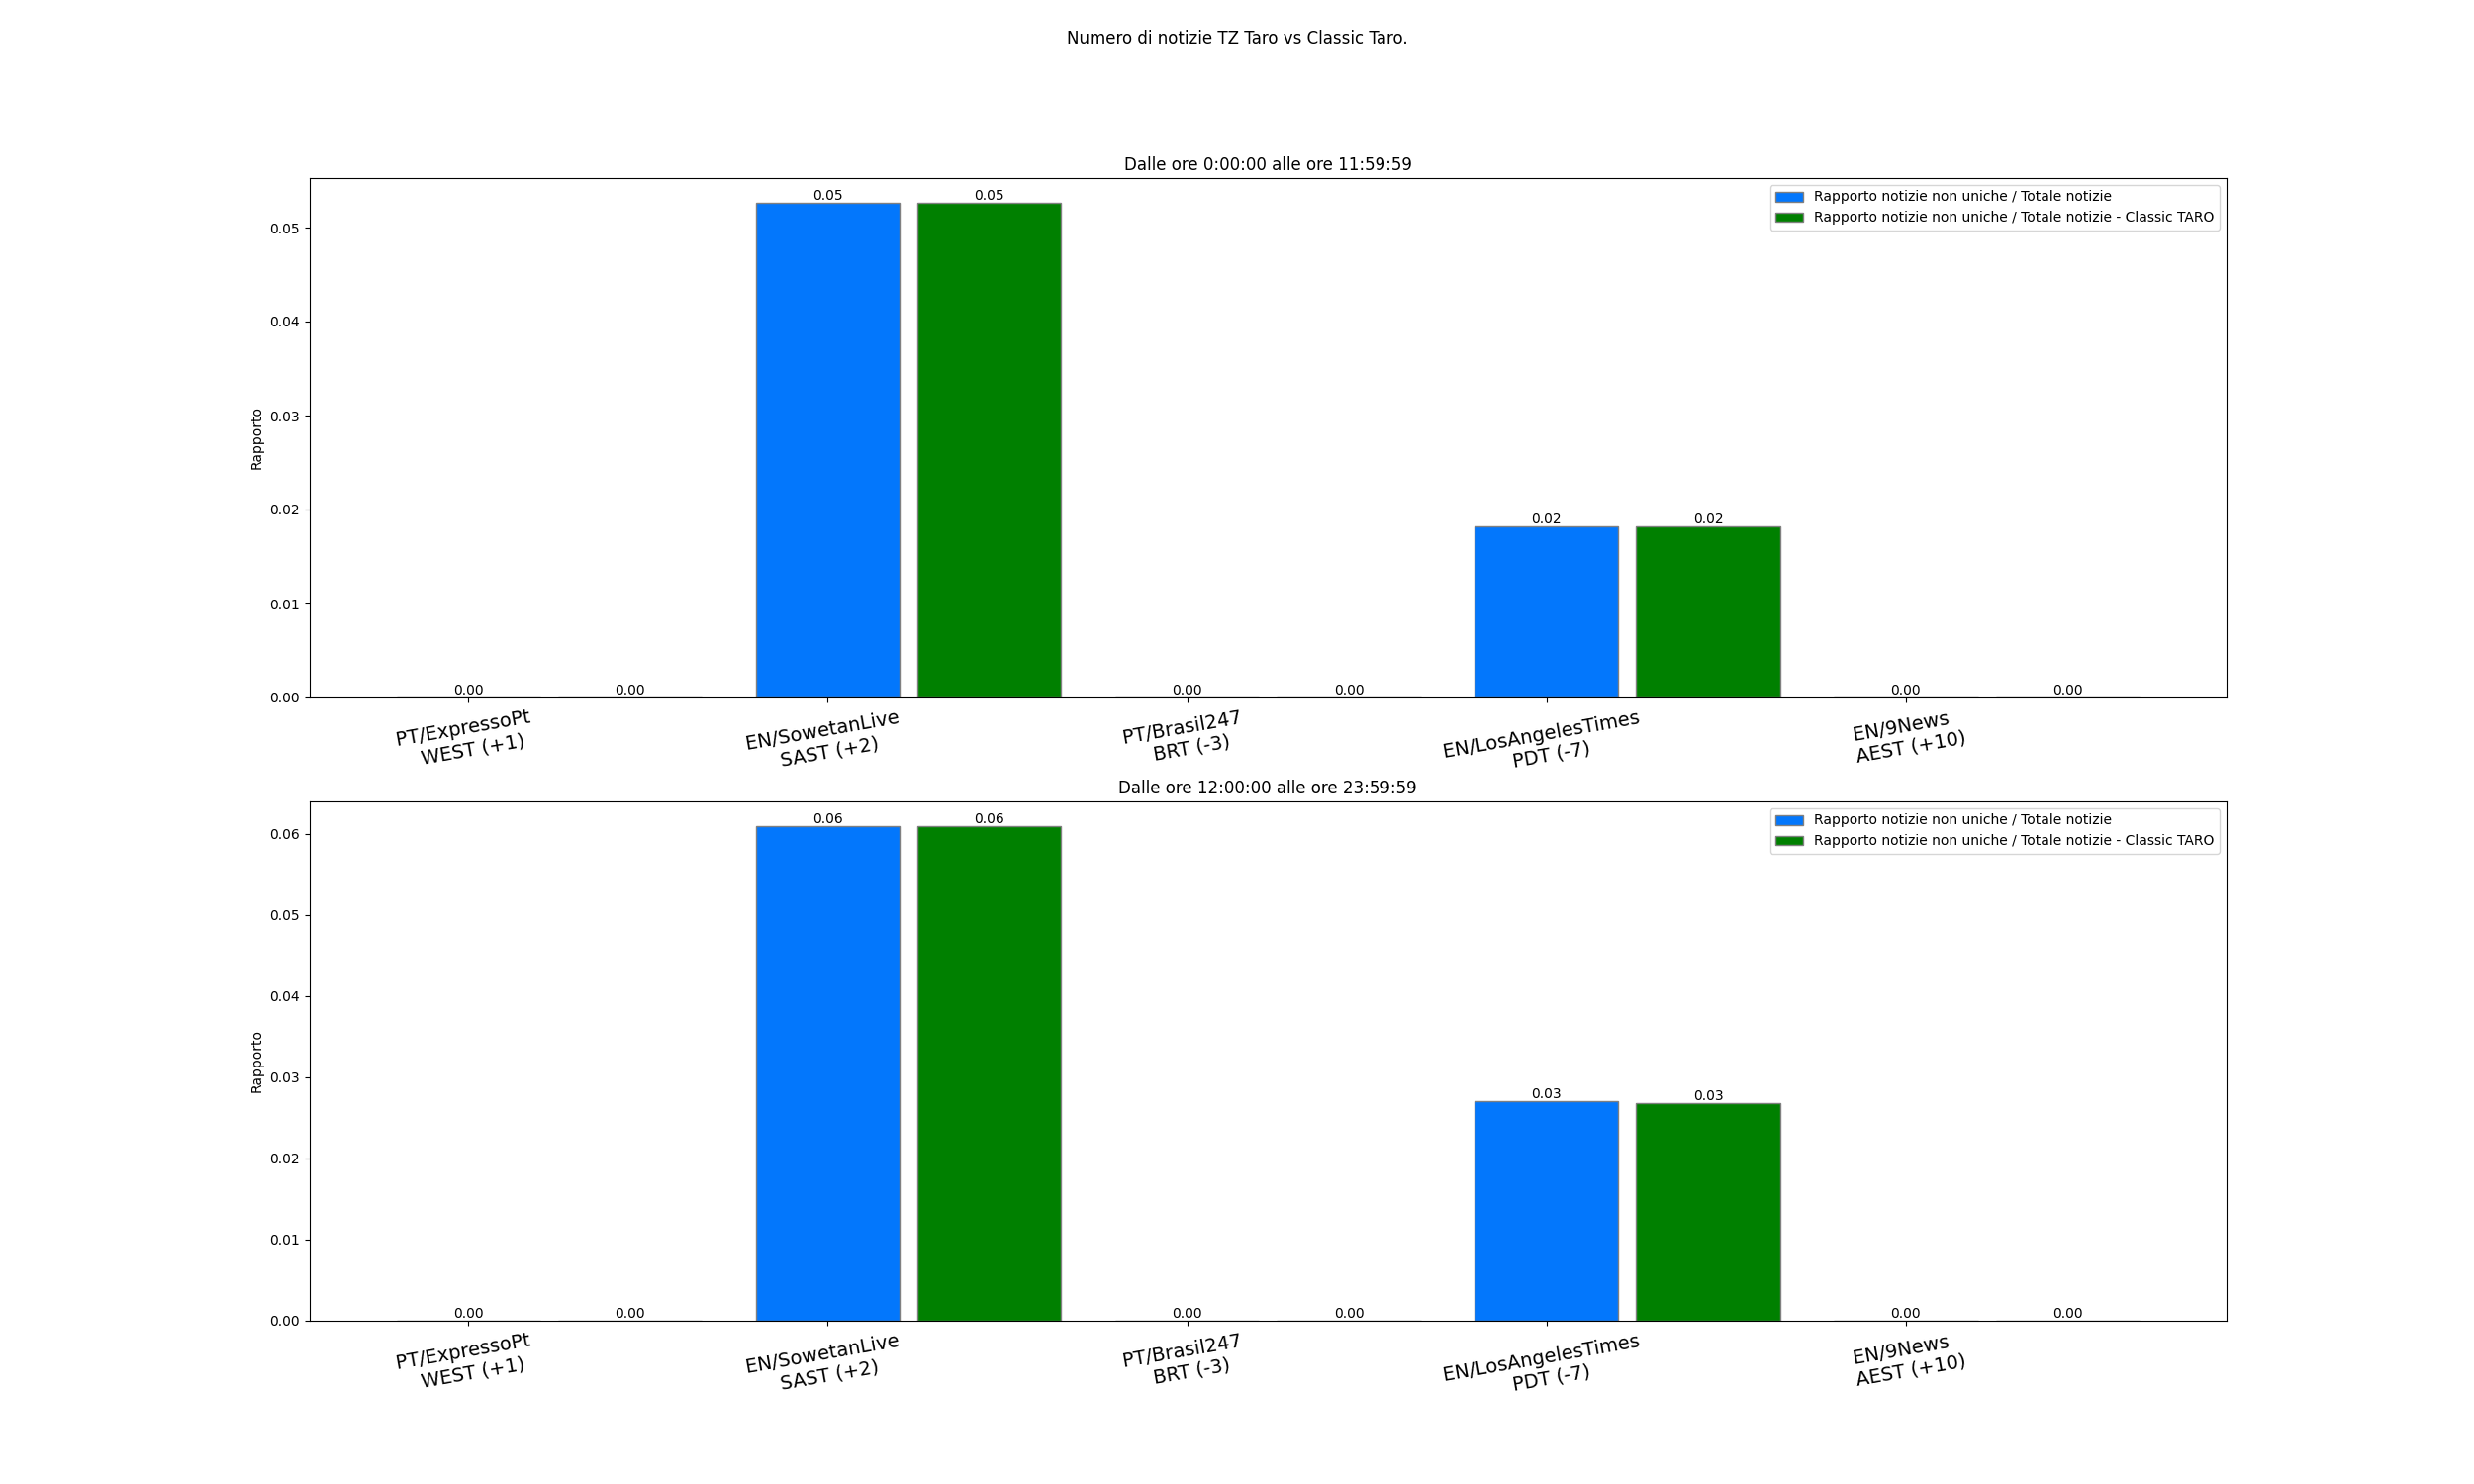 Numero di notizie TZ Taro vs Classic Taro.
Dalle ore 0:00:00 alle ore 11:59:59
Rapporto notizie non uniche / Totale notizie
Rapporto notizie non uniche / Totale notizie - Classic TARO
Rapporto
0.05
0.04
0.03
0.02
0.01
0.00
0.00
0.00
0.05
0.05
0.00
0.00
0.02
0.02
0.00
0.00
PT/ExpressoPt
WEST (+1)
EN/SowetanLive
SAST (+2)
PT/Brasil247
BRT (-3)
EN/LosAngelesTimes
PDT (-7)
EN/9News
AEST (+10)
Dalle ore 12:00:00 alle ore 23:59:59
Rapporto notizie non uniche / Totale notizie
Rapporto notizie non uniche / Totale notizie - Classic TARO
Rapporto
0.06
0.05
0.04
0.03
0.02
0.01
0.00
0.00
0.00
0.06
0.06
0.00
0.00
0.03
0.03
0.00
0.00
PT/ExpressoPt
WEST (+1)
EN/SowetanLive
SAST (+2)
PT/Brasil247
BRT (-3)
EN/LosAngelesTimes
PDT (-7)
EN/9News
AEST (+10)